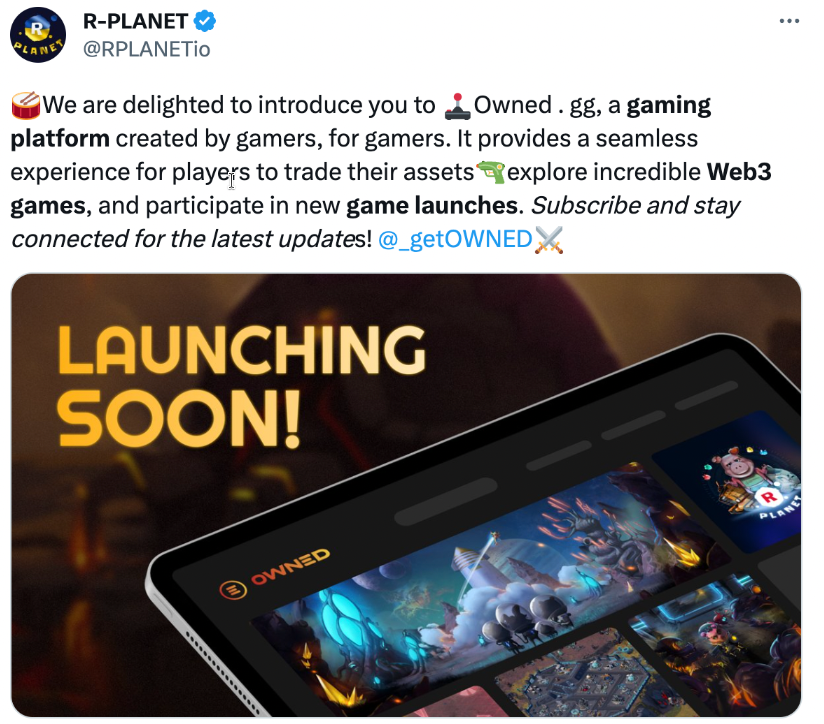 R-PLANET
@RPLANETio
🥁We are delighted to introduce you to 🕹️Owned . gg, a gaming
platform created by gamers, for gamers. It provides a seamless
experience for players to trade their assets🔫explore incredible Web3
games, and participate in new game launches. Subscribe and stay
connected for the latest updates! @_getOWNED⚔️
LAUNCHING
SOON!
OWNED
R
PLANET
R
PLANET